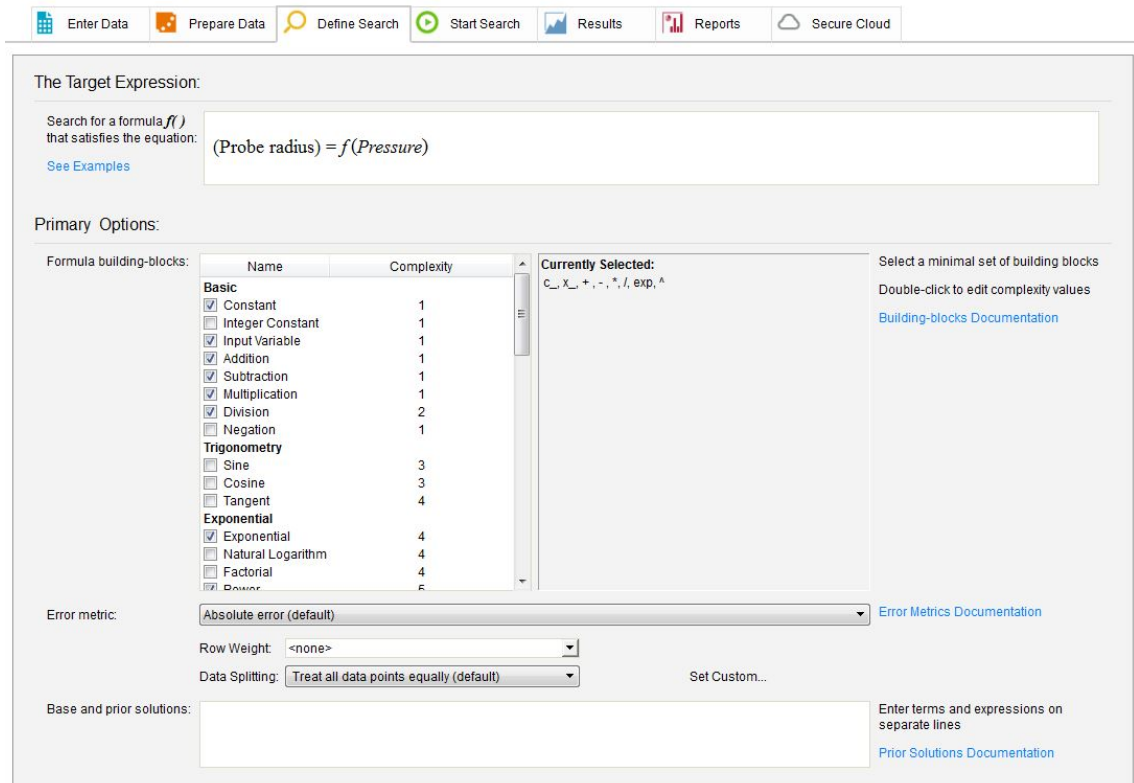 Enter Data Prepare Data Define Search Start Search Results Reports Secure Cloud
The Target Expression:
Search for a formula f( )
that satisfies the equation:
See Examples
(Probe radius) = f(Pressure)
Primary Options:
Formula building-blocks:
Name Complexity
Basic
Constant 1
Integer Constant 1
Input Variable 1
Addition 1
Subtraction 1
Multiplication 1
Division 2
Negation 1
Trigonometry
Sine 3
Cosine 3
Tangent 4
Exponential
Exponential 4
Natural Logarithm 4
Factorial 4
Power 5
Currently Selected:
c_, x_, + , - , *, /, exp, ^
Select a minimal set of building blocks
Double-click to edit complexity values
Building-blocks Documentation
Error metric: Absolute error (default) Error Metrics Documentation
Row Weight: <none>
Data Splitting: Treat all data points equally (default) Set Custom...
Base and prior solutions:
Enter terms and expressions on
separate lines
Prior Solutions Documentation